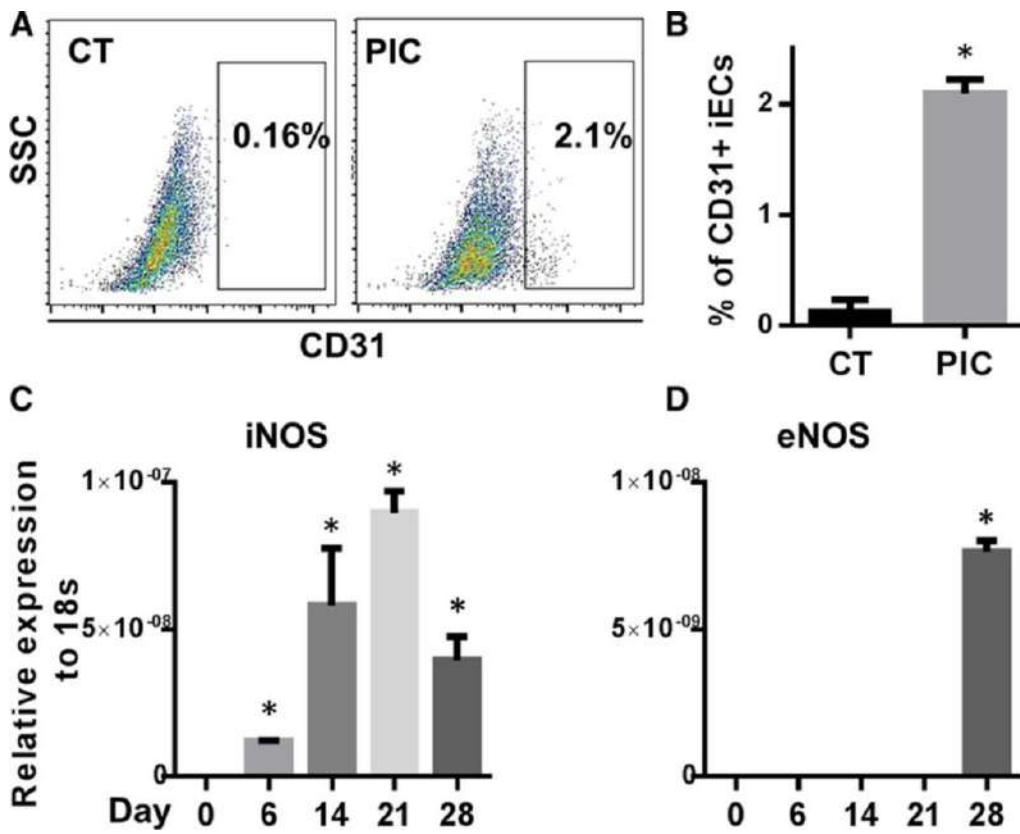 A
CT
0.16%
PIC
2.1%
SSC
CD31
B
% of CD31+ iECs
*
2
1
0
CT PIC
C
iNOS
Relative expression
to 18s
1×10⁻⁰⁷
5×10⁻⁰⁸
0
*
*
*
*
Day 0 6 14 21 28
D
eNOS
1×10⁻⁰⁸
5×10⁻⁰⁹
0
*
0 6 14 21 28